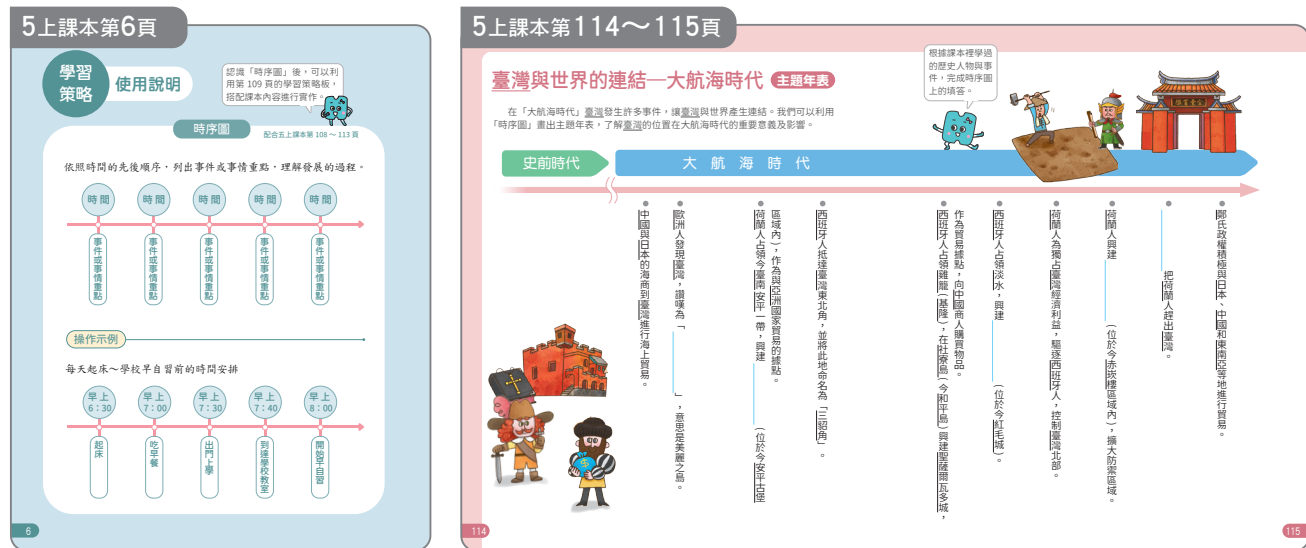 5上課本第6頁
學習
策略
使用說明
認識「時序圖」後,可以利
用第109頁的學習策略板,
搭配課本內容進行實作。
時序圖
配合五上課本第108~113頁
依照時間的先後順序,列出事件或事情重點,理解發展的過程。
時間
時間
時間
時間
時間
事件或事情重點
事件或事情重點
事件或事情重點
事件或事情重點
事件或事情重點
操作示例
每天起床~學校早自習前的時間安排
早上
6:30
早上
7:00
早上
7:30
早上
7:40
早上
8:00
起床
吃早餐
出門上學
到達學校教室
開始早自習
6
5上課本第114~115頁
臺灣與世界的連結─大航海時代 主題年表
根據課本裡學過
的歷史人物與事
件,完成時序圖
上的填答。
在「大航海時代」臺灣發生許多事件,讓臺灣與世界產生連結。我們可以利用
「時序圖」畫出主題年表,了解臺灣的位置在大航海時代的重要意義及影響。
史前時代
大航海時代
中國與日本的海商到臺灣進行海上貿易。
歐洲人發現臺灣,讚嘆為「 」,意思是美麗之島。
荷蘭人占領今臺南安平一帶,興建 (位於今安平古堡
區域內),作為與亞洲國家貿易的據點。
西班牙人抵達臺灣東北角,並將此地命名為「三貂角」。
西班牙人占領雞籠(基隆),在社寮島(今和平島)興建聖薩爾瓦多城,
作為貿易據點,向中國商人購買物品。
西班牙人占領淡水,興建 (位於今紅毛城)。
荷蘭人為獨占臺灣經濟利益,驅逐西班牙人,控制臺灣北部。
荷蘭人興建 (位於今赤崁樓區域內),擴大防禦區域。
把荷蘭人趕出臺灣。
鄭氏政權積極與日本、中國和東南亞等地進行貿易。
114
115